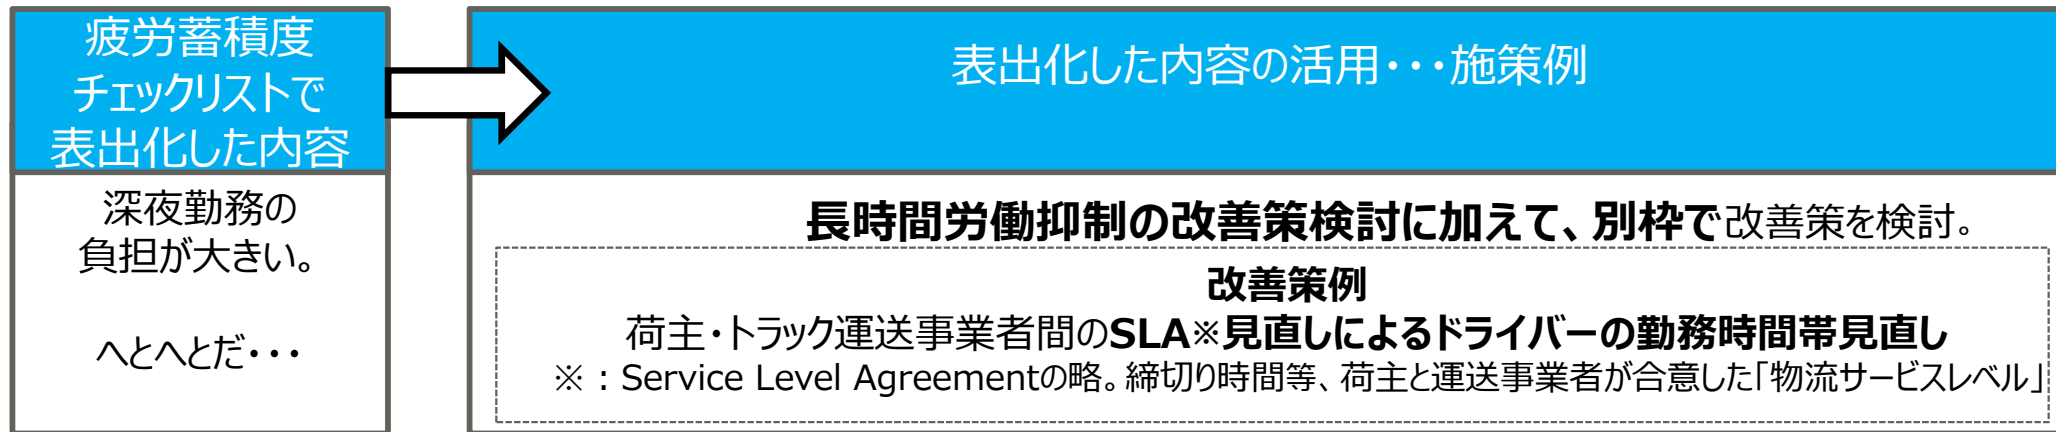 疲労蓄積度
チェックリストで
表出化した内容
表出化した内容の活用・・・施策例
深夜勤務の
負担が大きい。
へとへとだ・・・
長時間労働抑制の改善策検討に加えて、別枠で改善策を検討。
改善策例
荷主・トラック運送事業者間のSLA※見直しによるドライバーの勤務時間帯見直し
※：Service Level Agreementの略。締切り時間等、荷主と運送事業者が合意した「物流サービスレベル」